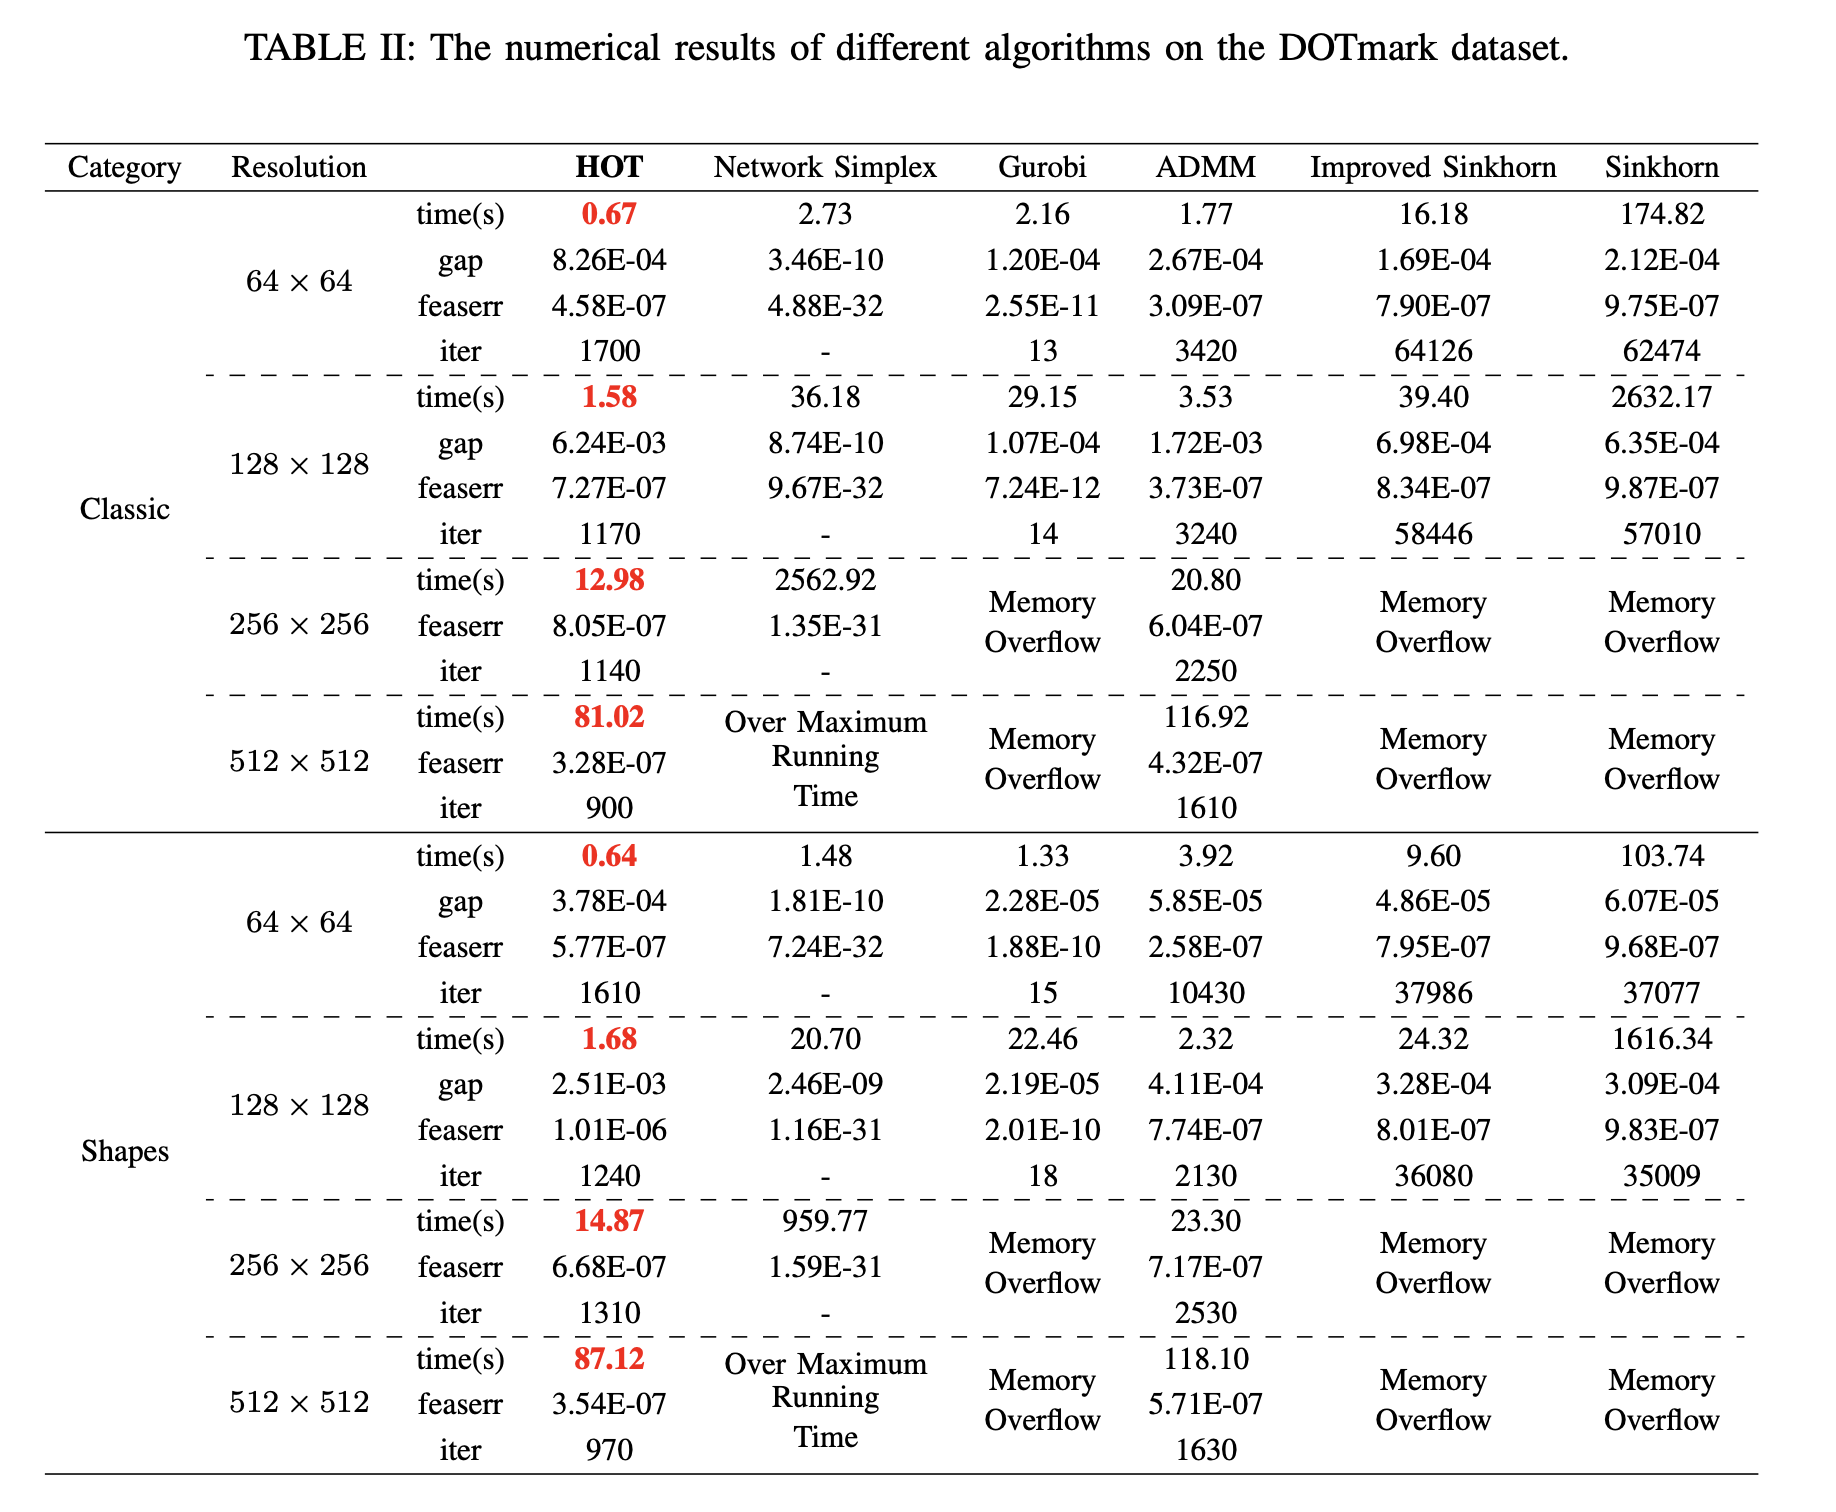 TABLE II: The numerical results of different algorithms on the DOTmark dataset.
Category Resolution HOT Network Simplex Gurobi ADMM Improved Sinkhorn Sinkhorn
Classic
64 × 64
time(s) 0.67 2.73 2.16 1.77 16.18 174.82
gap 8.26E-04 3.46E-10 1.20E-04 2.67E-04 1.69E-04 2.12E-04
feaserr 4.58E-07 4.88E-32 2.55E-11 3.09E-07 7.90E-07 9.75E-07
iter 1700 - 13 3420 64126 62474
128 × 128
time(s) 1.58 36.18 29.15 3.53 39.40 2632.17
gap 6.24E-03 8.74E-10 1.07E-04 1.72E-03 6.98E-04 6.35E-04
feaserr 7.27E-07 9.67E-32 7.24E-12 3.73E-07 8.34E-07 9.87E-07
iter 1170 - 14 3240 58446 57010
256 × 256
time(s) 12.98 2562.92 Memory Overflow 20.80 Memory Overflow Memory Overflow
feaserr 8.05E-07 1.35E-31 6.04E-07
iter 1140 - 2250
512 × 512
time(s) 81.02 Over Maximum Running Time Memory Overflow 116.92 Memory Overflow Memory Overflow
feaserr 3.28E-07 4.32E-07
iter 900 1610
Shapes
64 × 64
time(s) 0.64 1.48 1.33 3.92 9.60 103.74
gap 3.78E-04 1.81E-10 2.28E-05 5.85E-05 4.86E-05 6.07E-05
feaserr 5.77E-07 7.24E-32 1.88E-10 2.58E-07 7.95E-07 9.68E-07
iter 1610 - 15 10430 37986 37077
128 × 128
time(s) 1.68 20.70 22.46 2.32 24.32 1616.34
gap 2.51E-03 2.46E-09 2.19E-05 4.11E-04 3.28E-04 3.09E-04
feaserr 1.01E-06 1.16E-31 2.01E-10 7.74E-07 8.01E-07 9.83E-07
iter 1240 - 18 2130 36080 35009
256 × 256
time(s) 14.87 959.77 Memory Overflow 23.30 Memory Overflow Memory Overflow
feaserr 6.68E-07 1.59E-31 7.17E-07
iter 1310 - 2530
512 × 512
time(s) 87.12 Over Maximum Running Time Memory Overflow 118.10 Memory Overflow Memory Overflow
feaserr 3.54E-07 5.71E-07
iter 970 1630